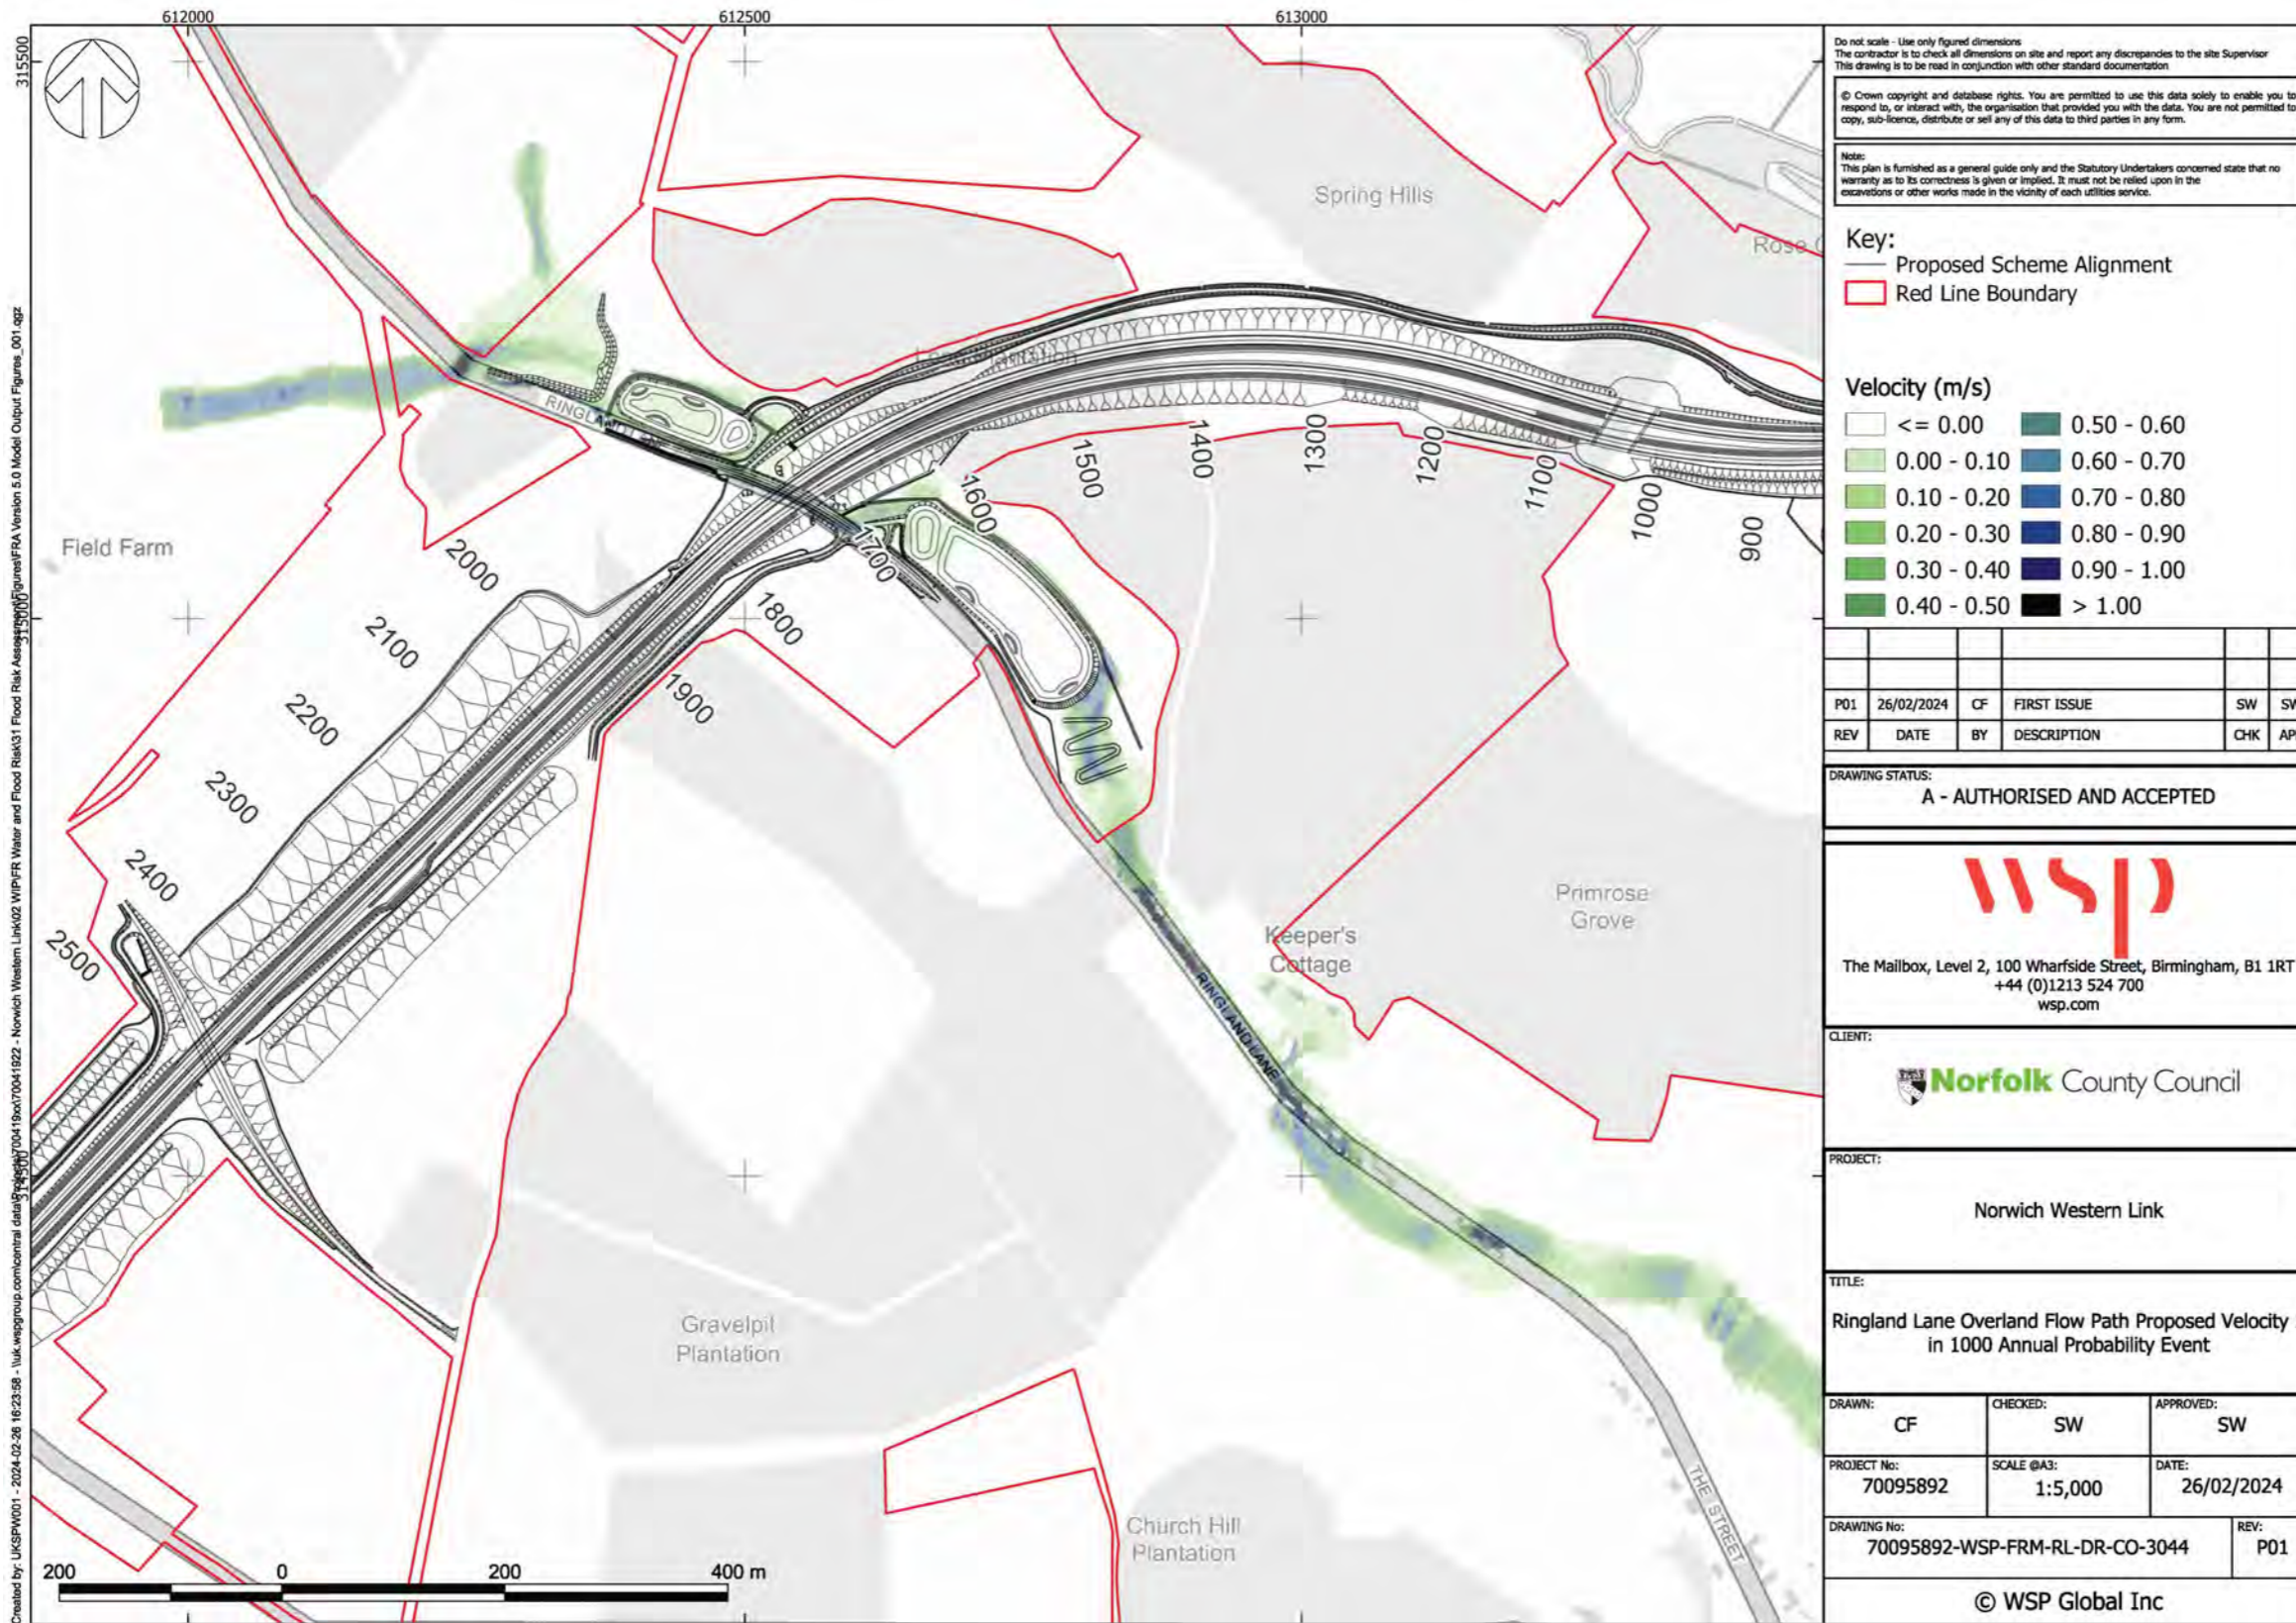 612000
612500
613000
315500
315000
314500
Created by: UKSPW001 - 2024-02-26 16:23:58 -
Spring Hills
Rose
RINGLAND LANE
Field Farm
2000
2100
2200
2300
2400
2500
1900
1800
1700
1600
1500
1400
1300
1200
1100
1000
900
Primrose
Grove
Keeper's
Cottage
RINGLAND LANE
Gravelpit
Plantation
Church Hill
Plantation
THE STREET
200 0 200 400 m
Do not scale - Use only figured dimensions
The contractor is to check all dimensions on site and report any discrepancies to the site Supervisor
This drawing is to be read in conjunction with other standard documentation
© Crown copyright and database rights. You are permitted to use this data solely to enable you to
respond to, or interact with, the organisation that provided you with the data. You are not permitted to
copy, sub-licence, distribute or sell any of this data to third parties in any form.
Note:
This plan is furnished as a general guide only and the Statutory Undertakers concerned state that no
warranty as to its correctness is given or implied. It must not be relied upon in the
excavations or other works made in the vicinity of each utilities service.
Key:
Proposed Scheme Alignment
Red Line Boundary
Velocity (m/s)
<= 0.00
0.00 - 0.10
0.10 - 0.20
0.20 - 0.30
0.30 - 0.40
0.40 - 0.50
0.50 - 0.60
0.60 - 0.70
0.70 - 0.80
0.80 - 0.90
0.90 - 1.00
> 1.00
P01 26/02/2024 CF FIRST ISSUE SW
REV DATE BY DESCRIPTION CHK
DRAWING STATUS:
A - AUTHORISED AND ACCEPTED
wsp
The Mailbox, Level 2, 100 Wharfside Street, Birmingham, B1 1RT
+44 (0)1213 524 700
wsp.com
CLIENT:
Norfolk County Council
PROJECT:
Norwich Western Link
TITLE:
Ringland Lane Overland Flow Path Proposed Velocity
in 1000 Annual Probability Event
DRAWN: CHECKED: APPROVED:
CF SW SW
PROJECT No: SCALE @A3: DATE:
70095892 1:5,000 26/02/2024
DRAWING No: REV:
70095892-WSP-FRM-RL-DR-CO-3044 P01
© WSP Global Inc